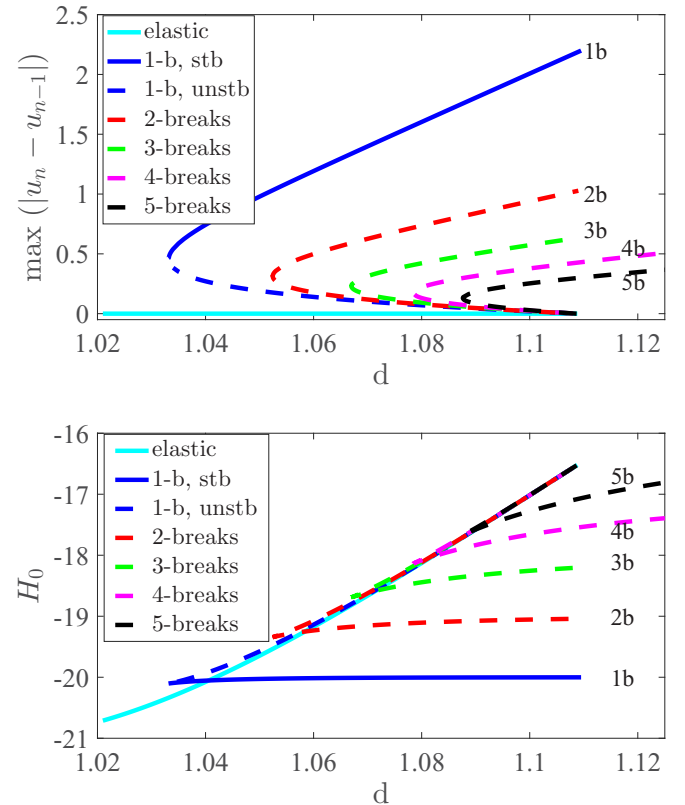 max (|u_n − u_{n−1}|)
2.5
2
1.5
1
0.5
0
elastic
1-b, stb
1-b, unstb
2-breaks
3-breaks
4-breaks
5-breaks
1b
2b
3b
4b
5b
1.02 1.04 1.06 1.08 1.1 1.12
d
H_0
-16
-17
-18
-19
-20
-21
elastic
1-b, stb
1-b, unstb
2-breaks
3-breaks
4-breaks
5-breaks
5b
4b
3b
2b
1b
1.02 1.04 1.06 1.08 1.1 1.12
d